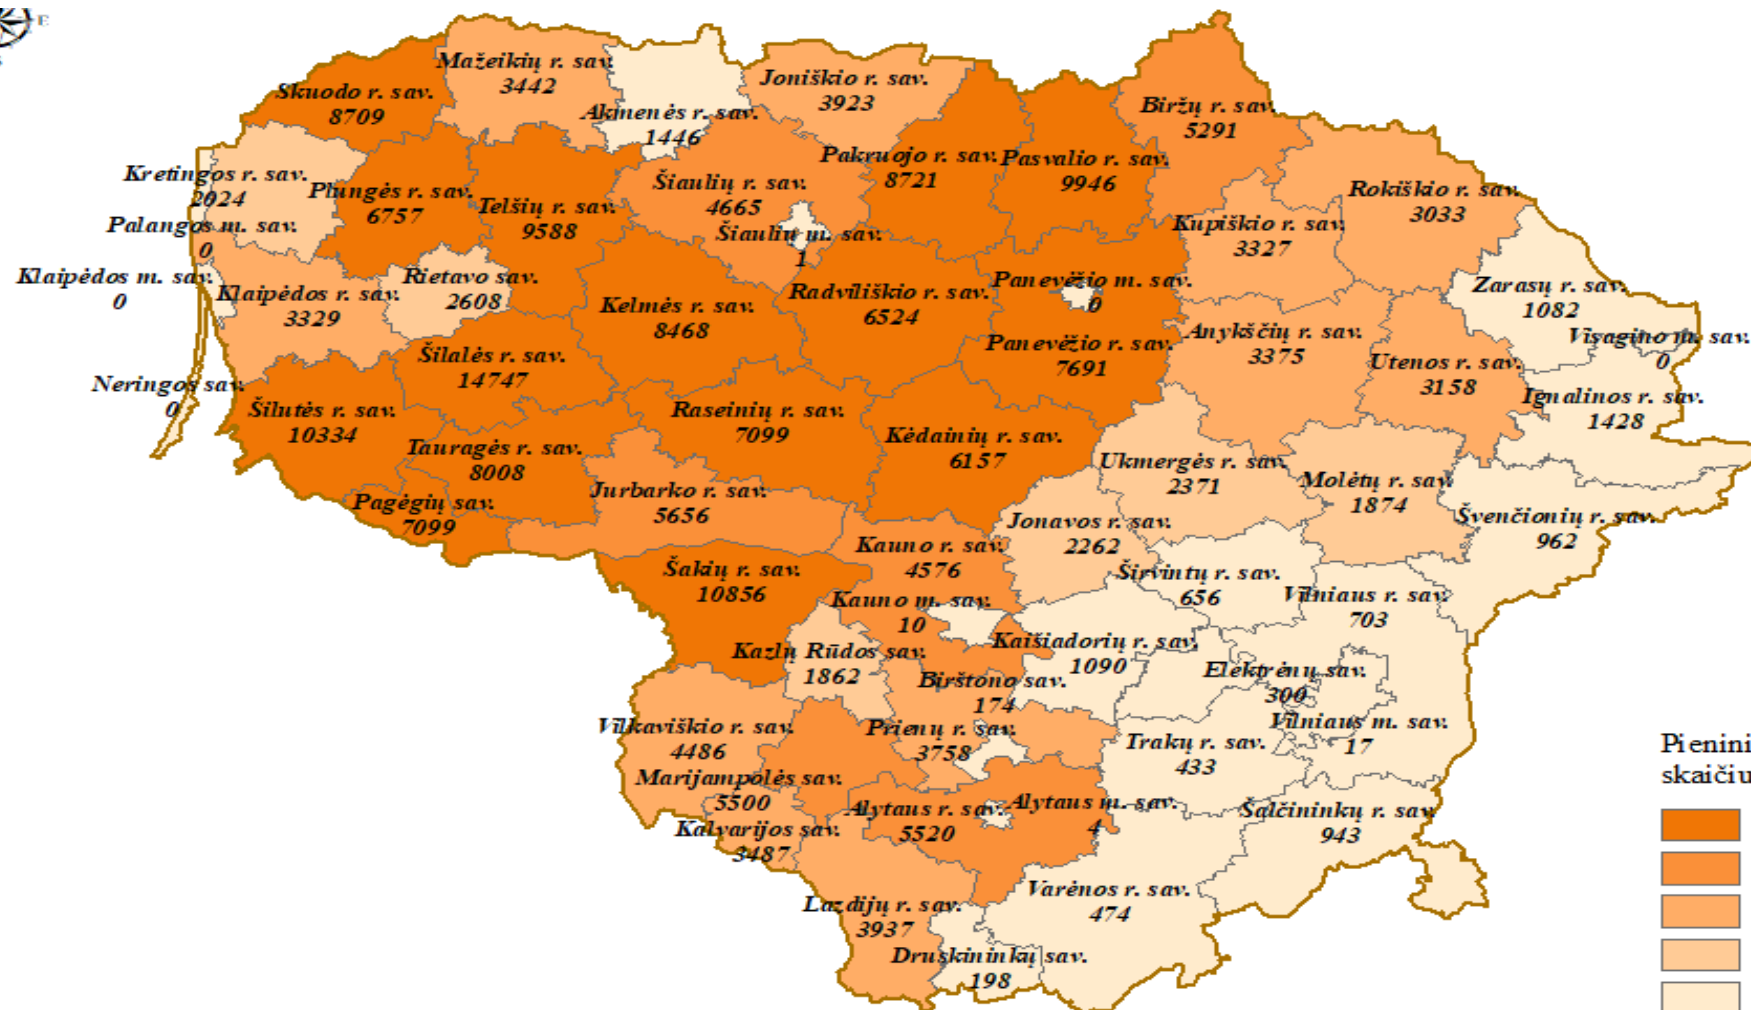 E
Mažeikių r. sav.
3442
Skuodo r. sav.
8709
Akmenės r. sav.
1446
Joniškio r. sav.
3923
Biržų r. sav.
5291
Pakruojo r. sav.
8721
Pasvalio r. sav.
9946
Kretingos r. sav.
2024
Plungės r. sav.
6757
Telšių r. sav.
9588
Šiaulių r. sav.
4665
Šiaulių m. sav.
1
Rokiškio r. sav.
3033
Kupiškio r. sav.
3327
Palangos m. sav.
0
Klaipėdos m. sav.
0
Klaipėdos r. sav.
3329
Rietavo sav.
2608
Kelmės r. sav.
8468
Radviliškio r. sav.
6524
Panevėžio m. sav.
0
Panevėžio r. sav.
7691
Anykščių r. sav.
3375
Zarasų r. sav.
1082
Visagino m. sav.
0
Utenos r. sav.
3158
Ignalinos r. sav.
1428
Neringos sav.
0
Šilalės r. sav.
14747
Šilutės r. sav.
10334
Tauragės r. sav.
8008
Raseinių r. sav.
7099
Kėdainių r. sav.
6157
Ukmergės r. sav.
2371
Molėtų r. sav.
1874
Pagėgių sav.
7099
Jurbarko r. sav.
5656
Jonavos r. sav.
2262
Švenčionių r. sav.
962
Kauno r. sav.
4576
Šakių r. sav.
10856
Širvintų r. sav.
656
Vilniaus r. sav.
703
Kauno m. sav.
10
Kaišiadorių r. sav.
1090
Kazlų Rūdos sav.
1862
Birštono sav.
174
Elektrėnų sav.
300
Vilkaviškio r. sav.
4486
Prienų r. sav.
3758
Trakų r. sav.
433
Vilniaus m. sav.
17
Marijampolės sav.
5500
Kalvarijos sav.
3487
Alytaus r. sav.
5520
Alytaus m. sav.
4
Šalčininkų r. sav.
943
Lazdijų r. sav.
3937
Varėnos r. sav.
474
Druskininkų sav.
198
Pienini
skaičiu